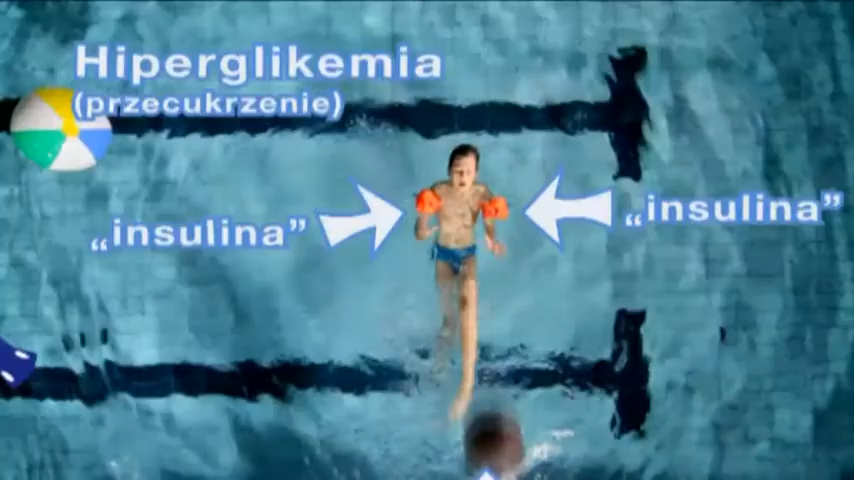 Hiperglikemia
(przecukrzenie)
„insulina”
„insulina”